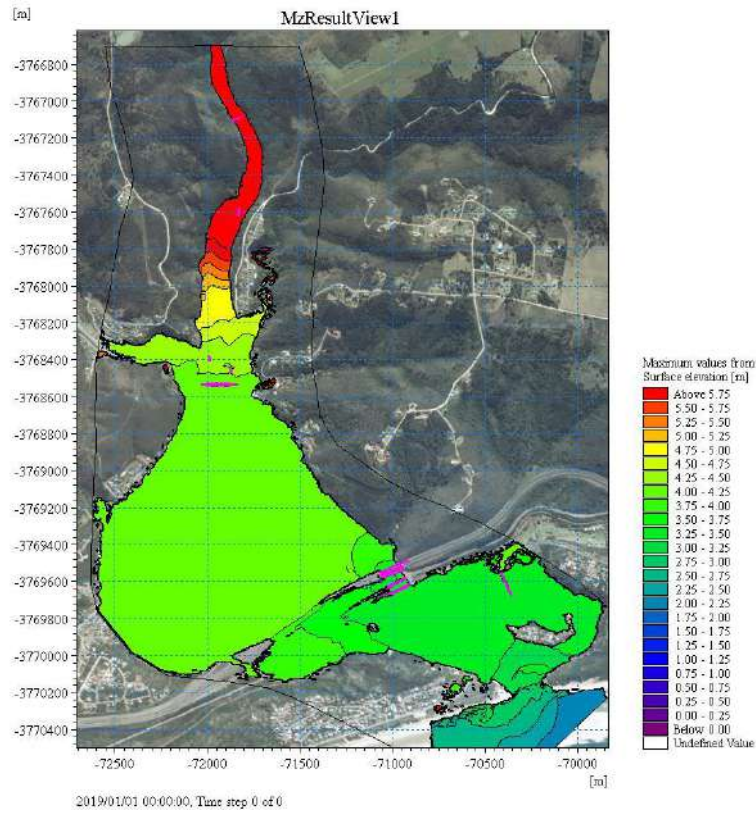 [m]
MzResultView1
-3766800
-3767000
-3767200
-3767400
-3767600
-3767800
-3768000
-3768200
-3768400
-3768600
-3768800
-3769000
-3769200
-3769400
-3769600
-3769800
-3770000
-3770200
-3770400
-72500 -72000 -71500 -71000 -70500 -70000
[m]
2019/01/01 00:00:00, Time step 0 of 0
Maximum values from
Surface elevation [m]
Above 5.75
5.50 - 5.75
5.25 - 5.50
5.00 - 5.25
4.75 - 5.00
4.50 - 4.75
4.25 - 4.50
4.00 - 4.25
3.75 - 4.00
3.50 - 3.75
3.25 - 3.50
3.00 - 3.25
2.75 - 3.00
2.50 - 2.75
2.25 - 2.50
2.00 - 2.25
1.75 - 2.00
1.50 - 1.75
1.25 - 1.50
1.00 - 1.25
0.75 - 1.00
0.50 - 0.75
0.25 - 0.50
0.00 - 0.25
Below 0.00
Undefined Value